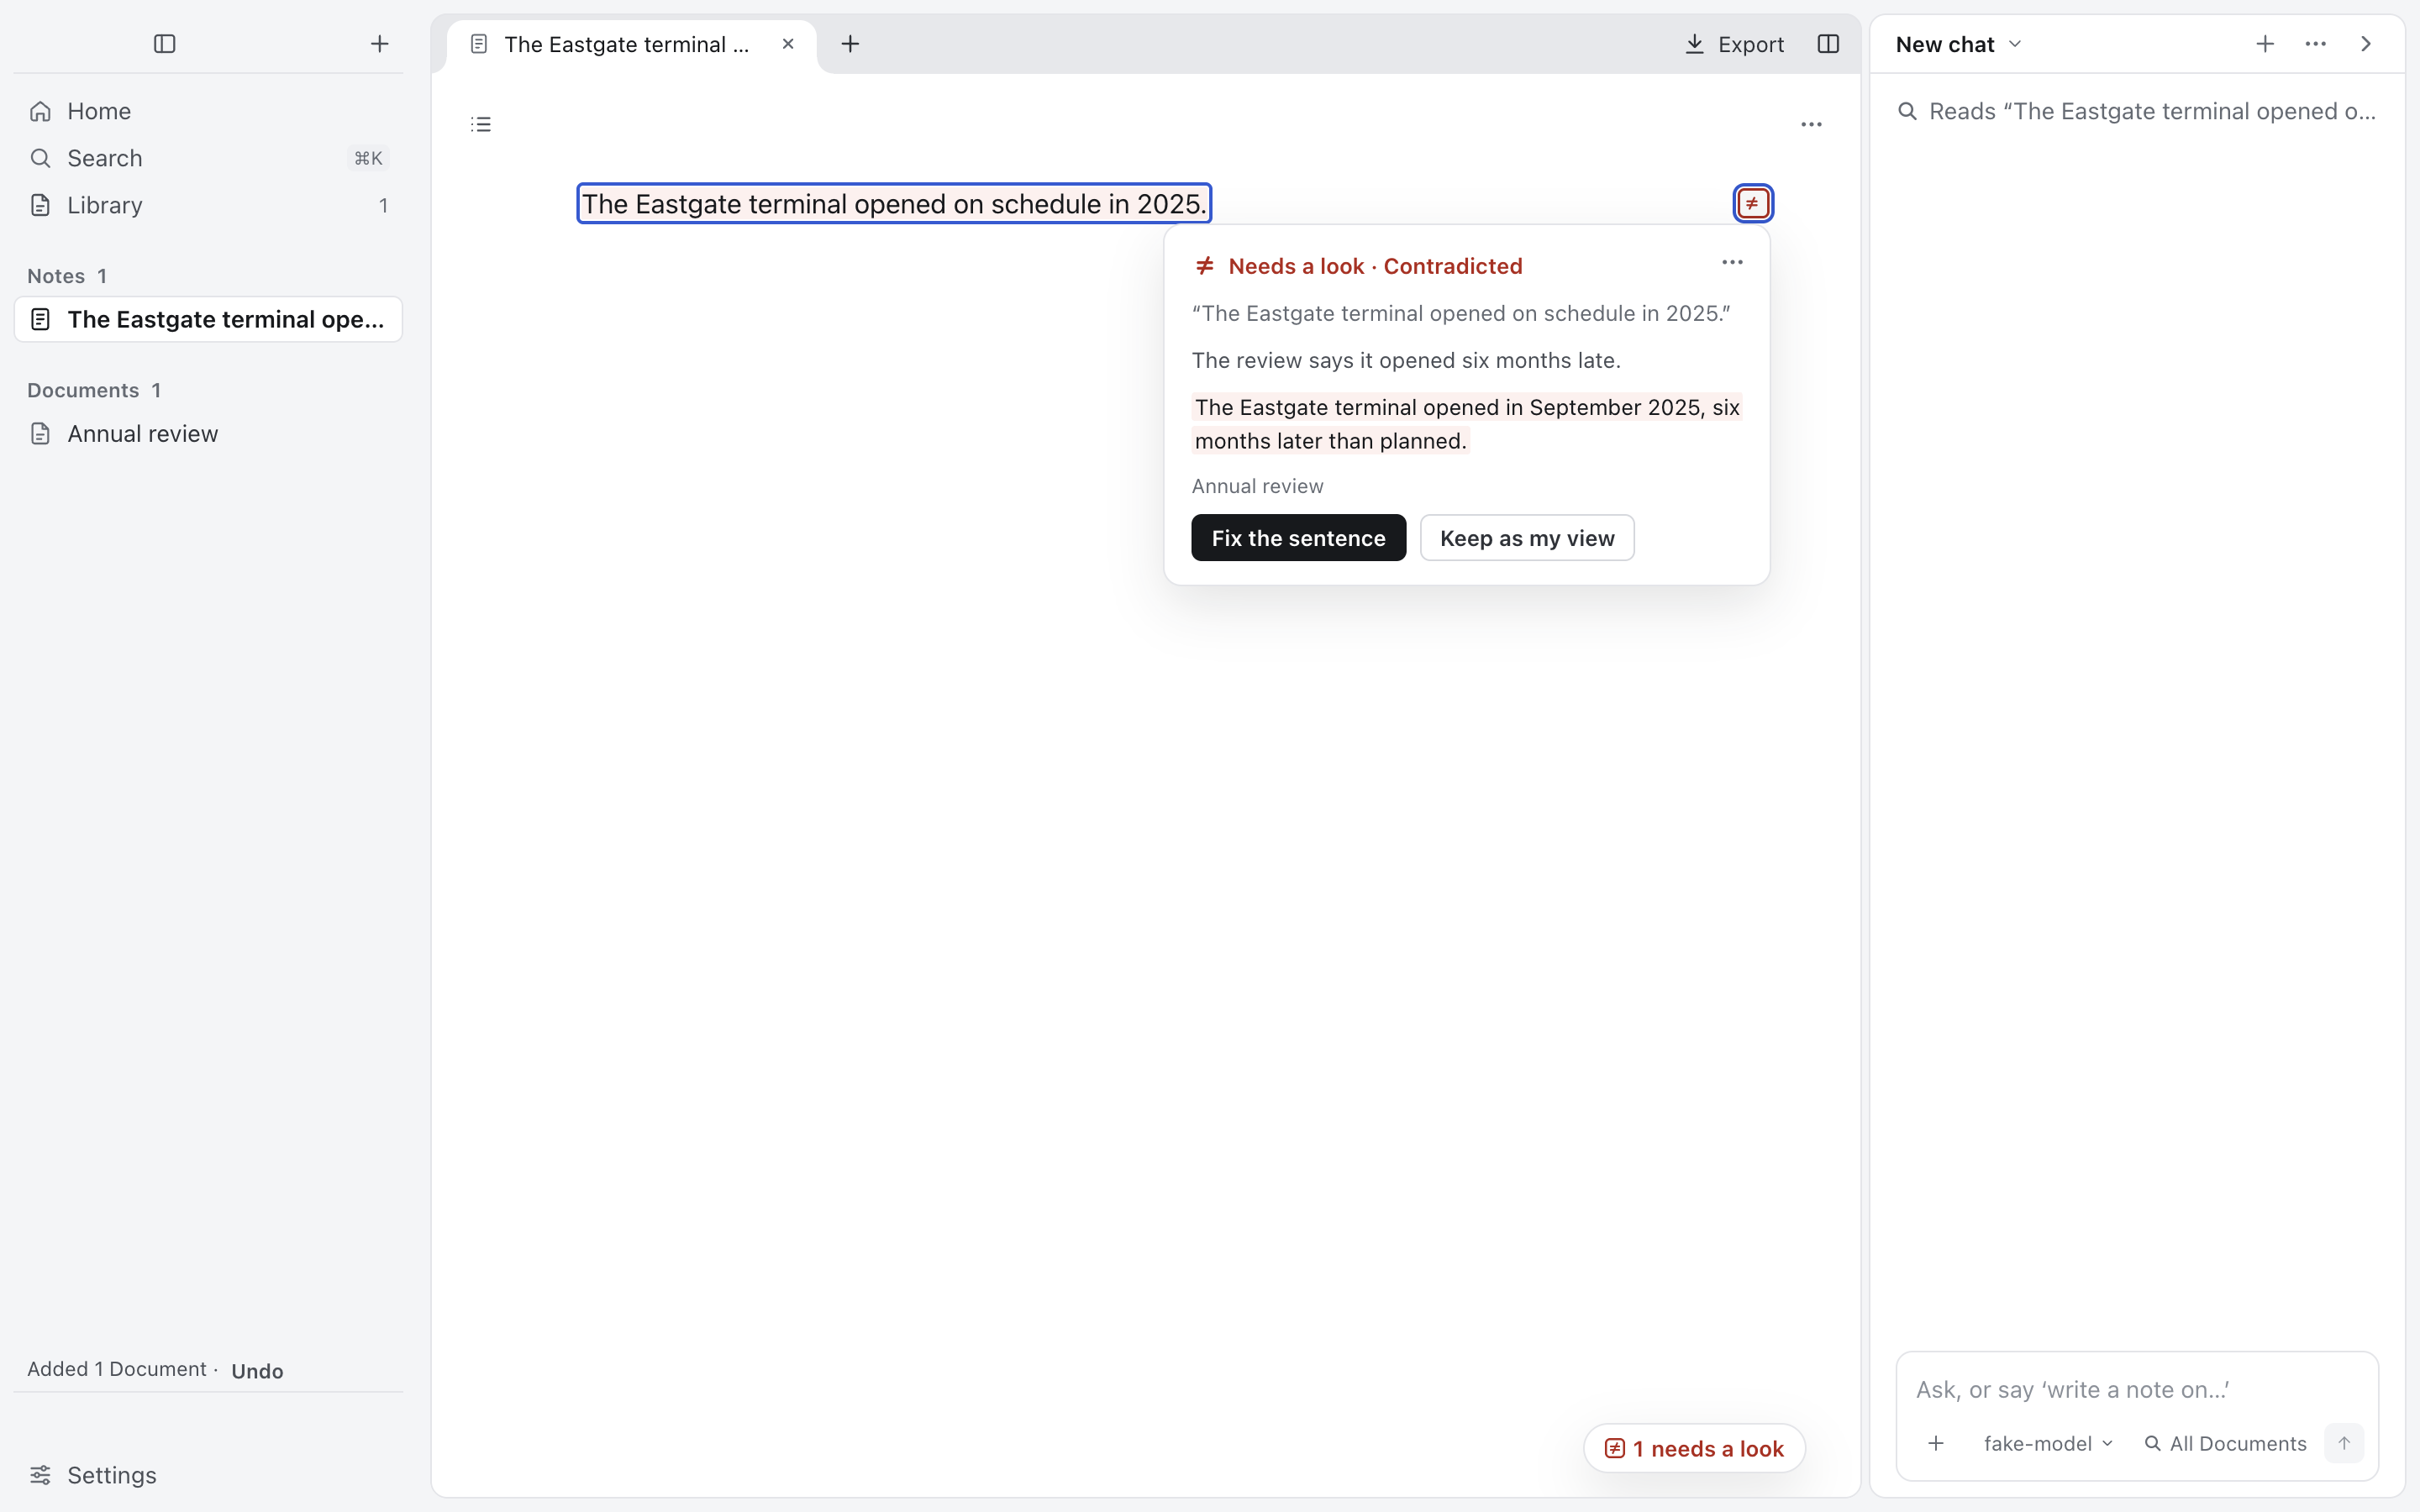 Home
Search ⌘K
Library 1
Notes 1
The Eastgate terminal ope...
Documents 1
Annual review
Added 1 Document · Undo
Settings
The Eastgate terminal ...
Export
The Eastgate terminal opened on schedule in 2025.
≠
≠ Needs a look · Contradicted
“The Eastgate terminal opened on schedule in 2025.”
The review says it opened six months late.
The Eastgate terminal opened in September 2025, six
months later than planned.
Annual review
Fix the sentence Keep as my view
1 needs a look
New chat
Reads “The Eastgate terminal opened o...
Ask, or say ‘write a note on...’
fake-model All Documents